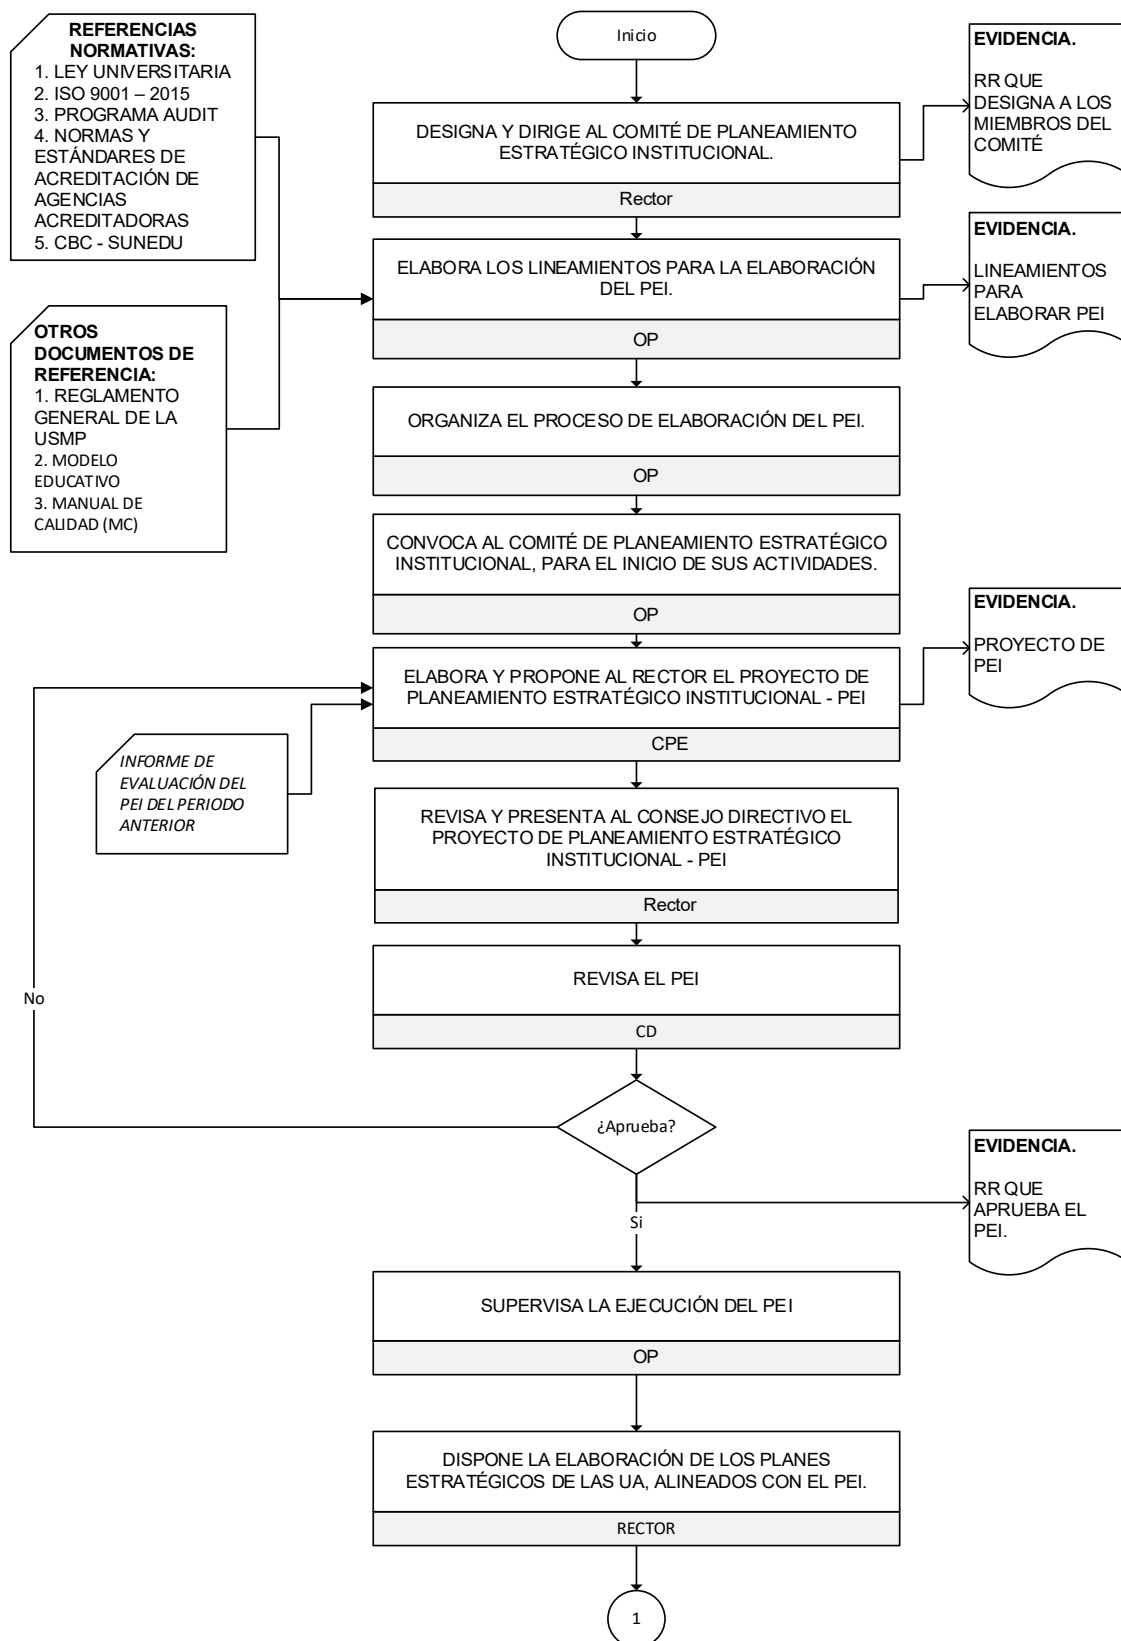 REFERENCIAS
NORMATIVAS:
1. LEY UNIVERSITARIA
2. ISO 9001 – 2015
3. PROGRAMA AUDIT
4. NORMAS Y
ESTÁNDARES DE
ACREDITACIÓN DE
AGENCIAS
ACREDITADORAS
5. CBC - SUNEDU
OTROS
DOCUMENTOS DE
REFERENCIA:
1. REGLAMENTO
GENERAL DE LA
USMP
2. MODELO
EDUCATIVO
3. MANUAL DE
CALIDAD (MC)
Inicio
DESIGNA Y DIRIGE AL COMITÉ DE PLANEAMIENTO
ESTRATÉGICO INSTITUCIONAL.
Rector
EVIDENCIA.
RR QUE
DESIGNA A LOS
MIEMBROS DEL
COMITÉ
ELABORA LOS LINEAMIENTOS PARA LA ELABORACIÓN
DEL PEI.
OP
EVIDENCIA.
LINEAMIENTOS
PARA
ELABORAR PEI
ORGANIZA EL PROCESO DE ELABORACIÓN DEL PEI.
OP
CONVOCA AL COMITÉ DE PLANEAMIENTO ESTRATÉGICO
INSTITUCIONAL, PARA EL INICIO DE SUS ACTIVIDADES.
OP
ELABORA Y PROPONE AL RECTOR EL PROYECTO DE
PLANEAMIENTO ESTRATÉGICO INSTITUCIONAL - PEI
CPE
EVIDENCIA.
PROYECTO DE
PEI
INFORME DE
EVALUACIÓN DEL
PEI DEL PERIODO
ANTERIOR
REVISA Y PRESENTA AL CONSEJO DIRECTIVO EL
PROYECTO DE PLANEAMIENTO ESTRATÉGICO
INSTITUCIONAL - PEI
Rector
REVISA EL PEI
CD
No
¿Aprueba?
Si
EVIDENCIA.
RR QUE
APRUEBA EL
PEI.
SUPERVISA LA EJECUCIÓN DEL PEI
OP
DISPONE LA ELABORACIÓN DE LOS PLANES
ESTRATÉGICOS DE LAS UA, ALINEADOS CON EL PEI.
RECTOR
1